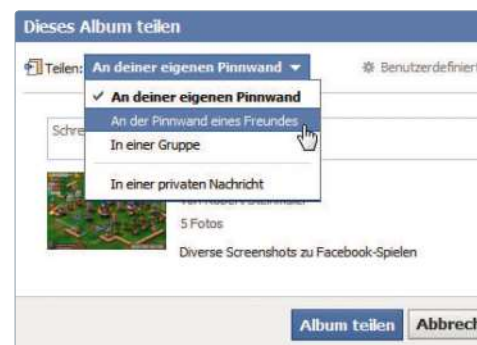 Dieses Album teilen
Teilen: An deiner eigenen Pinnwand
Benutzerdefiniert
An deiner eigenen Pinnwand
An der Pinnwand eines Freundes
Schre
In einer Gruppe
In einer privaten Nachricht
5 Fotos
Diverse Screenshots zu Facebook-Spielen
Album teilen Abbrech